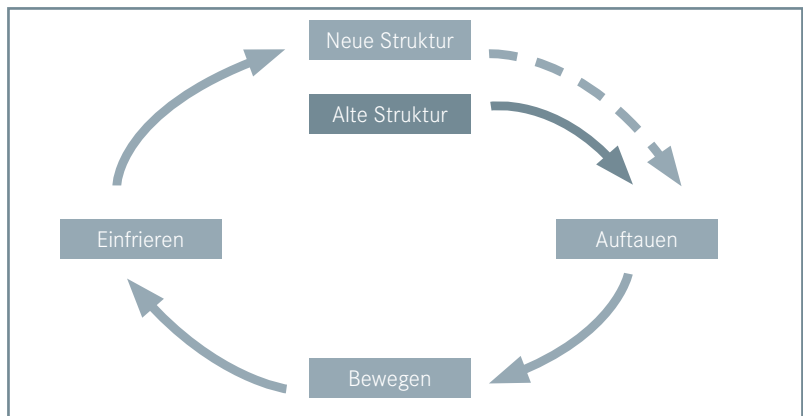 Neue Struktur
Alte Struktur
Einfrieren
Auftauen
Bewegen